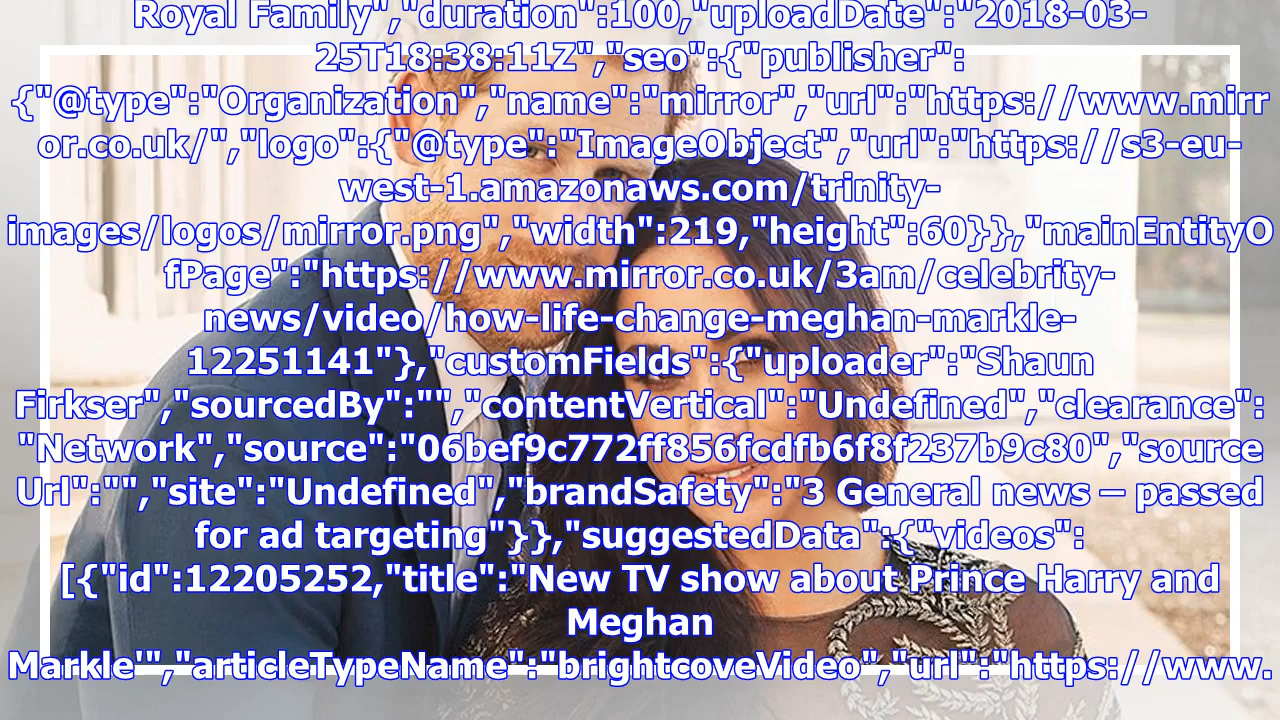 Royal Family","duration":100,"uploadDate":"2018-03-
25T18:38:11Z","seo":{"publisher":
{"@type":"Organization","name":"mirror","url":"https://www.mirr
or.co.uk/","logo":{"@type":"ImageObject","url":"https://s3-eu-
west-1.amazonaws.com/trinity-
images/logos/mirror.png","width":219,"height":60}},"mainEntityO
fPage":"https://www.mirror.co.uk/3am/celebrity-
news/video/how-life-change-meghan-markle-
12251141"},"customFields":{"uploader":"Shaun
Firkser","sourcedBy":"","contentVertical":"Undefined","clearance":
"Network","source":"06bef9c772ff856fcdfb6f8f237b9c80","source
Url":"","site":"Undefined","brandSafety":"3 General news – passed
for ad targeting"}},"suggestedData":{"videos":
[{"id":12205252,"title":"New TV show about Prince Harry and
Meghan
Markle'","articleTypeName":"brightcoveVideo","url":"https://www.